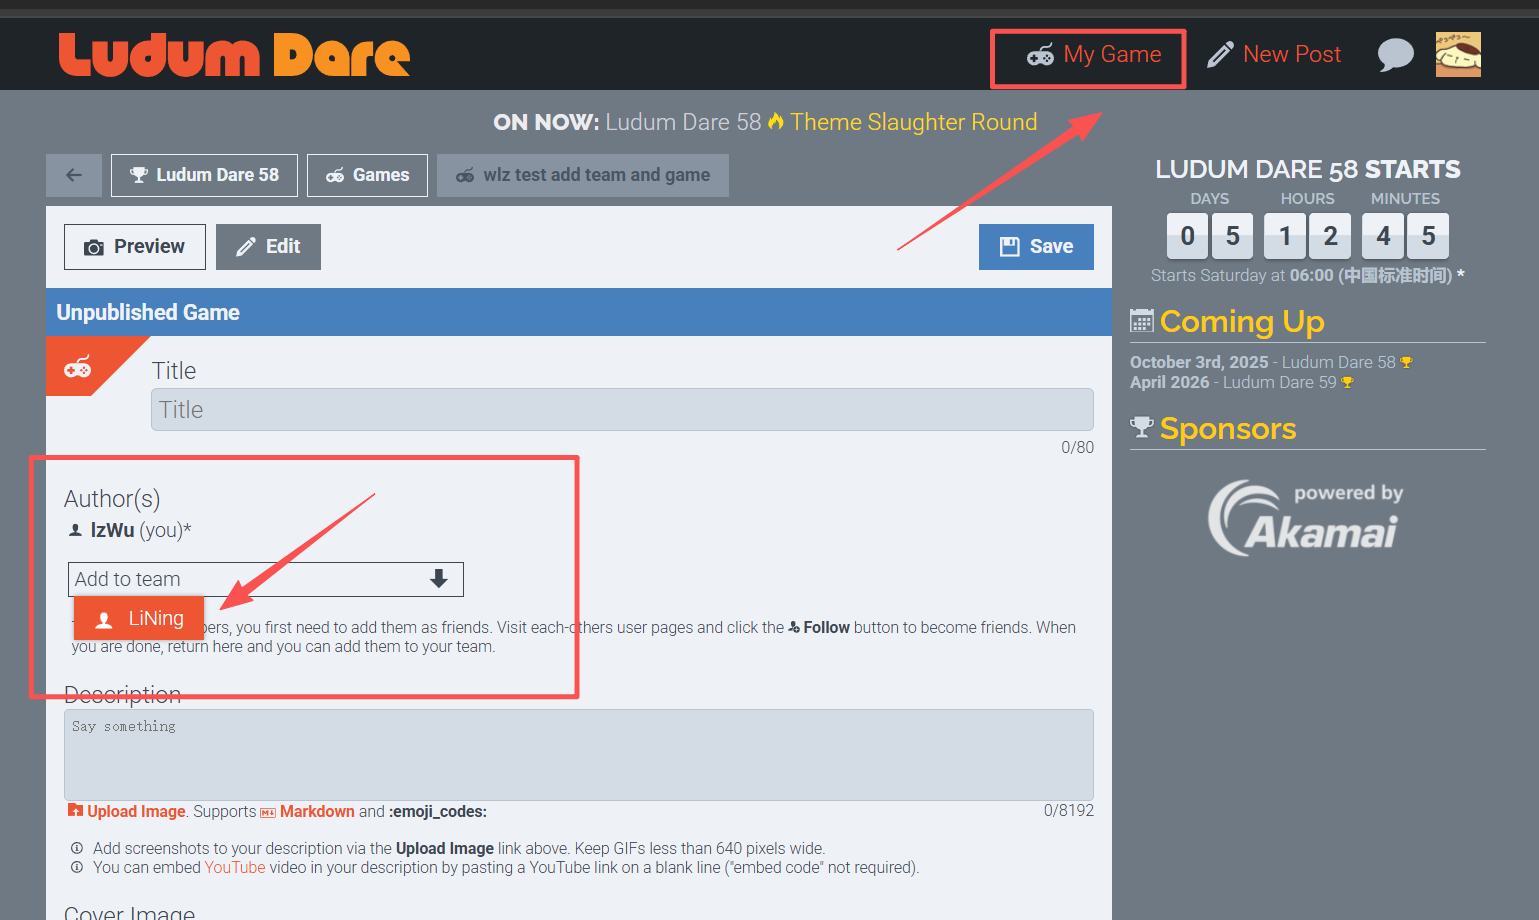 Ludum Dare
My Game
New Post
ON NOW: Ludum Dare 58 Theme Slaughter Round
Ludum Dare 58
Games
wlz test add team and game
Preview
Edit
Save
Unpublished Game
Title
Title
0/80
Author(s)
lzWu (you)*
Add to team
LiNing
bers, you first need to add them as friends. Visit each-others user pages and click the Follow button to become friends. When
you are done, return here and you can add them to your team.
Description
Say something
Upload Image. Supports Markdown and :emoji_codes:
0/8192
Add screenshots to your description via the Upload Image link above. Keep GIFs less than 640 pixels wide.
You can embed YouTube video in your description by pasting a YouTube link on a blank line ("embed code" not required).
Cover Image
LUDUM DARE 58 STARTS
DAYS HOURS MINUTES
0 5 1 2 4 5
Starts Saturday at 06:00 (中国标准时间) *
Coming Up
October 3rd, 2025 - Ludum Dare 58
April 2026 - Ludum Dare 59
Sponsors
powered by
Akamai